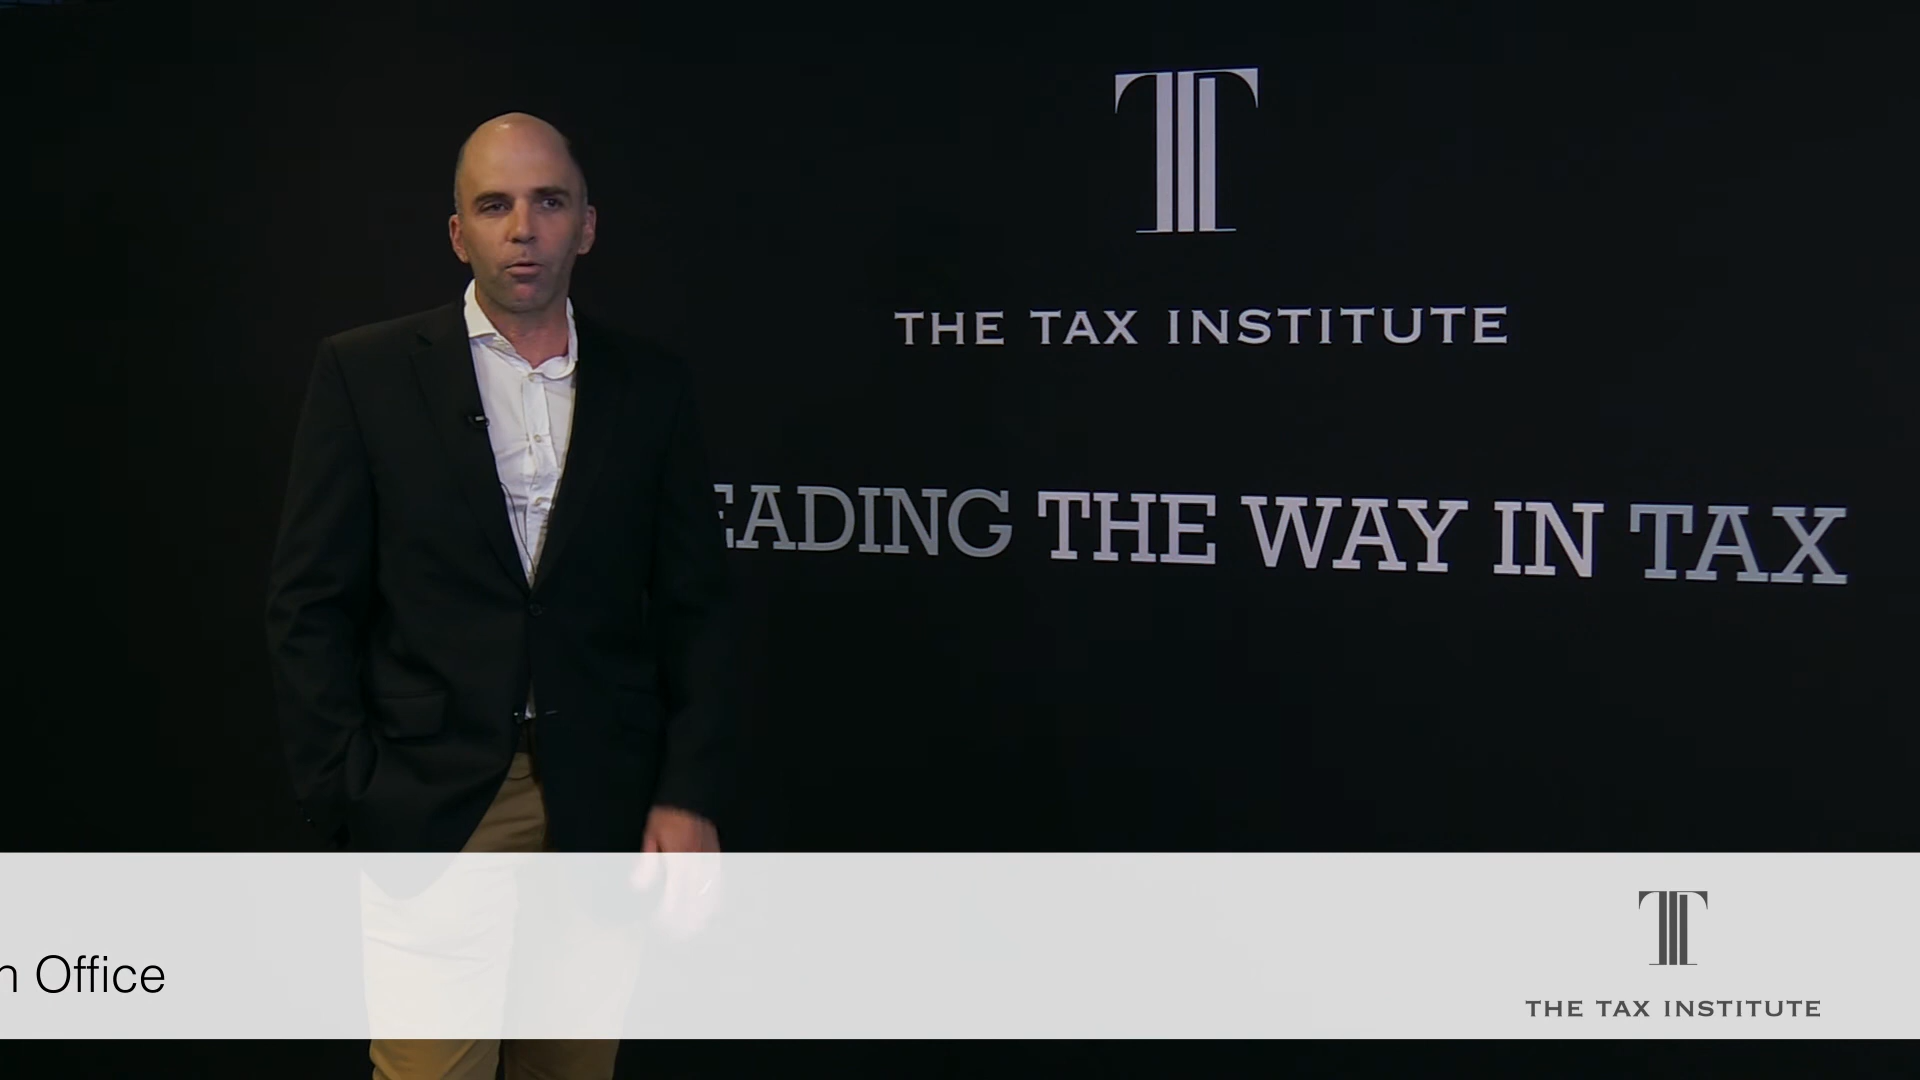 THE TAX INSTITUTE
EADING THE WAY IN TAX
n Office
THE TAX INSTITUTE